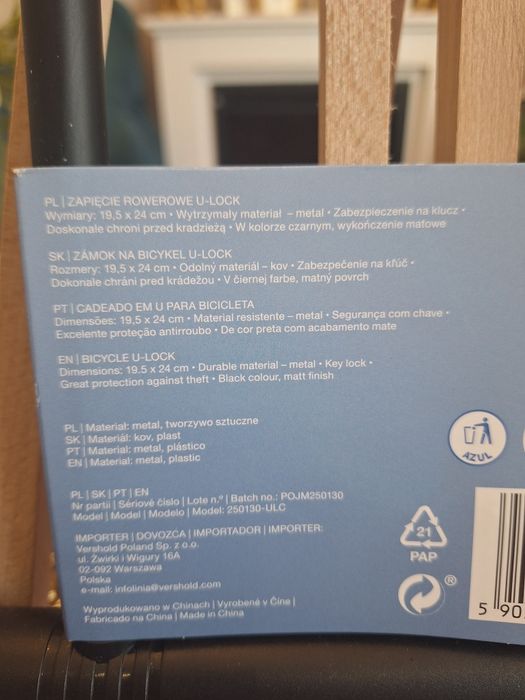 PL | ZAPIĘCIE ROWEROWE U-LOCK
Wymiary: 19,5 x 24 cm • Wytrzymały materiał – metal • Zabezpieczenie na klucz •
Doskonale chroni przed kradzieżą • W kolorze czarnym, wykończenie matowe
SK | ZÁMOK NA BICYKEL U-LOCK
Rozmery: 19,5 x 24 cm • Odolný materiál – kov • Zabezpečenie na kľúč •
Dokonale chráni pred krádežou • V čiernej farbe, matný povrch
PT | CADEADO EM U PARA BICICLETA
Dimensões: 19,5 x 24 cm • Material resistente – metal • Segurança com chave •
Excelente proteção antirroubo • De cor preta com acabamento mate
EN | BICYCLE U-LOCK
Dimensions: 19.5 x 24 cm • Durable material – metal • Key lock •
Great protection against theft • Black colour, matt finish
PL | Materiał: metal, tworzywo sztuczne
SK | Materiál: kov, plast
PT | Material: metal, plástico
EN | Material: metal, plastic
PL | SK | PT | EN
Nr partii | Sériové číslo | Lote n.º | Batch no.: POJM250130
Model | Model | Modelo | Model: 250130-ULC
IMPORTER | DOVOZCA | IMPORTADOR | IMPORTER:
Vershold Poland Sp. z o.o.
ul. Żwirki i Wigury 16A
02-092 Warszawa
Polska
e-mail: infolinia@vershold.com
Wyprodukowano w Chinach | Vyrobené v Číne |
Fabricado na China | Made in China
AZUL
21
PAP
®
5 90